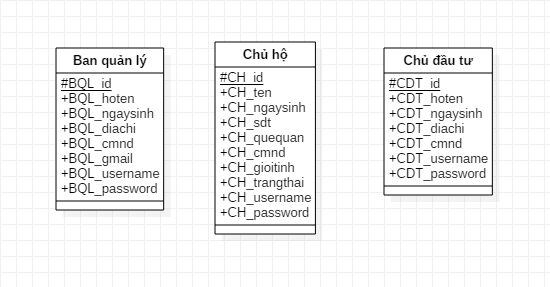 Ban quản lý
#BQL_id
+BQL_hoten
+BQL_ngaysinh
+BQL_diachi
+BQL_cmnd
+BQL_gmail
+BQL_username
+BQL_password
Chủ hộ
#CH_id
+CH_ten
+CH_ngaysinh
+CH_sdt
+CH_quequan
+CH_cmnd
+CH_gioitinh
+CH_trangthai
+CH_username
+CH_password
Chủ đầu tư
#CDT_id
+CDT_hoten
+CDT_ngaysinh
+CDT_diachi
+CDT_cmnd
+CDT_username
+CDT_password